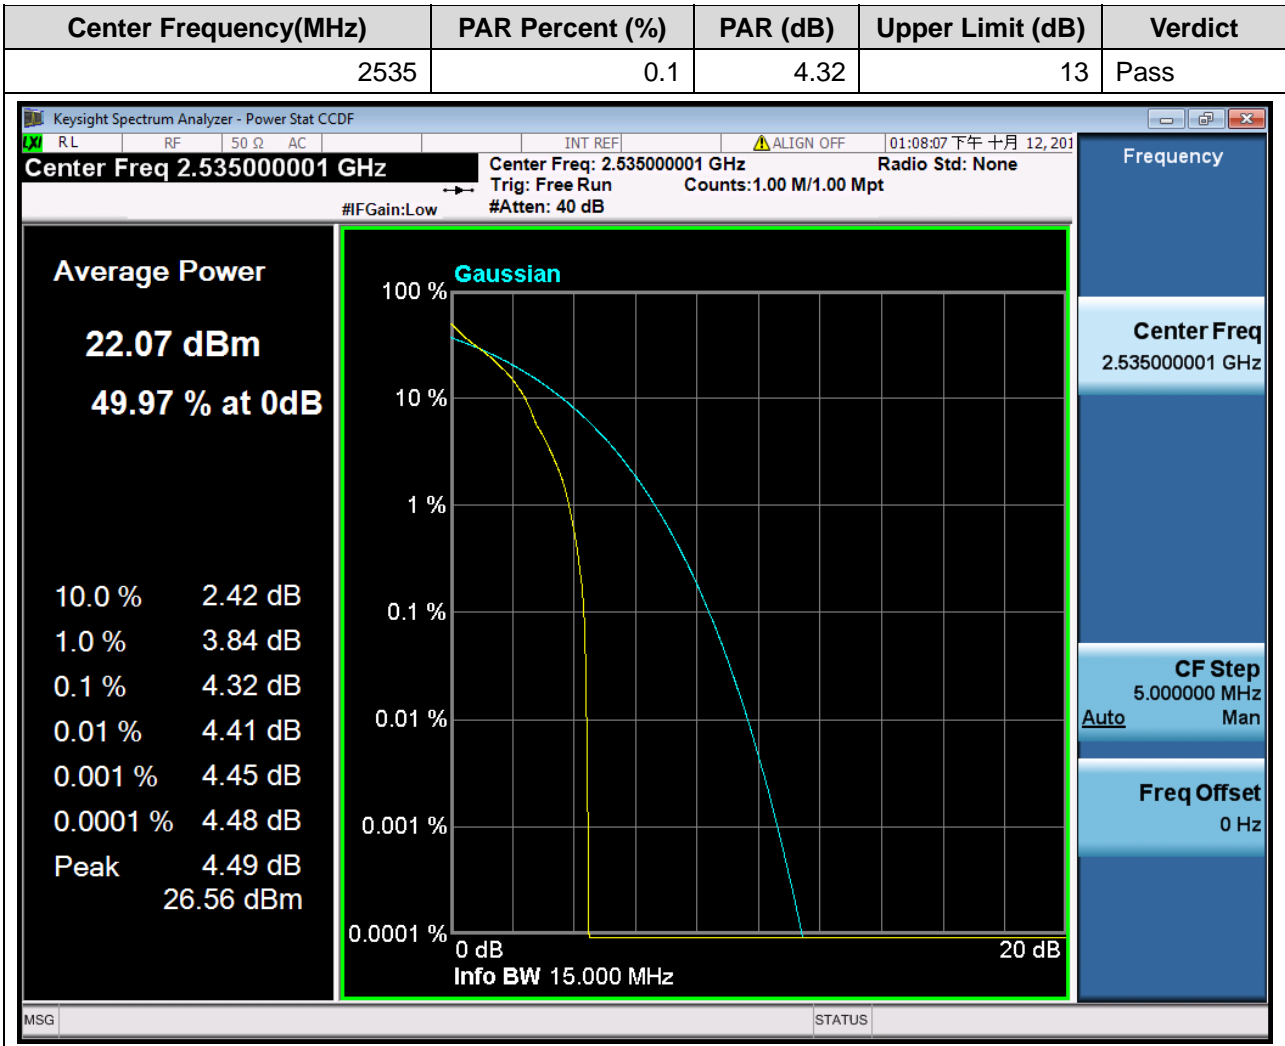 Center Frequency(MHz) PAR Percent (%) PAR (dB) Upper Limit (dB) Verdict
2535 0.1 4.32 13 Pass
Keysight Spectrum Analyzer - Power Stat CCDF
LXI RL RF 50 Ω AC INT REF ALIGN OFF 01:08:07 下午 十月 12, 201
Center Freq 2.535000001 GHz
Center Freq: 2.535000001 GHz Radio Std: None
Trig: Free Run Counts:1.00 M/1.00 Mpt
#IFGain:Low #Atten: 40 dB
Frequency
Average Power
22.07 dBm
49.97 % at 0dB
10.0 % 2.42 dB
1.0 % 3.84 dB
0.1 % 4.32 dB
0.01 % 4.41 dB
0.001 % 4.45 dB
0.0001 % 4.48 dB
Peak 4.49 dB
26.56 dBm
Gaussian
100 %
10 %
1 %
0.1 %
0.01 %
0.001 %
0.0001 %
0 dB 20 dB
Info BW 15.000 MHz
Center Freq
2.535000001 GHz
CF Step
5.000000 MHz
Auto Man
Freq Offset
0 Hz
MSG STATUS